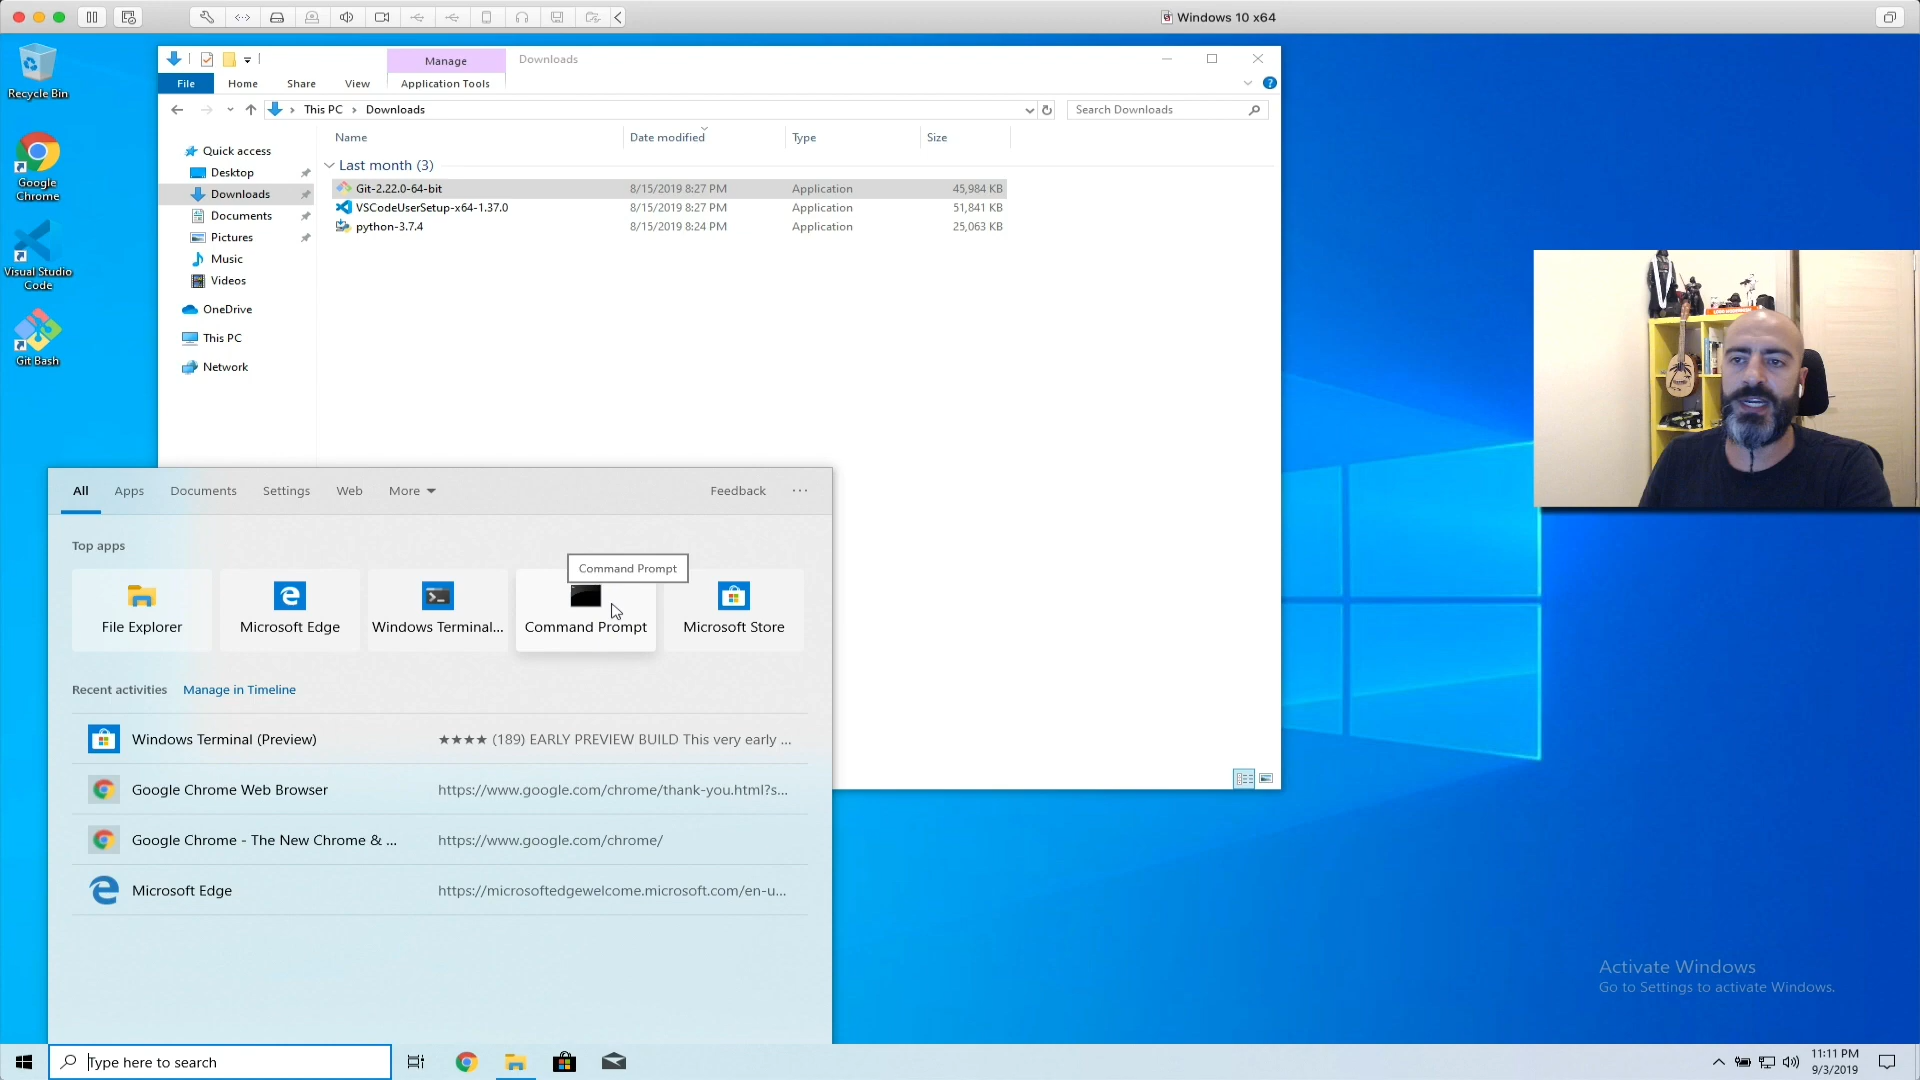 Windows 10 x64
Recycle Bin
Google
Chrome
Visual Studio
Code
Git Bash
Manage
Downloads
File
Home
Share
View
Application Tools
This PC
Downloads
Search Downloads
Name
Date modified
Type
Size
Quick access
Desktop
Downloads
Documents
Pictures
Music
Videos
OneDrive
This PC
Network
Last month (3)
Git-2.22.0-64-bit 8/15/2019 8:27 PM Application 45,984 KB
VSCodeUserSetup-x64-1.37.0 8/15/2019 8:27 PM Application 51,841 KB
python-3.7.4 8/15/2019 8:24 PM Application 25,063 KB
All Apps Documents Settings Web More Feedback ...
Top apps
Command Prompt
File Explorer
Microsoft Edge
Windows Terminal...
Command Prompt
Microsoft Store
Recent activities Manage in Timeline
Windows Terminal (Preview) ★★★★ (189) EARLY PREVIEW BUILD This very early ...
Google Chrome Web Browser https://www.google.com/chrome/thank-you.html?s...
Google Chrome - The New Chrome & ... https://www.google.com/chrome/
Microsoft Edge https://microsoftedgewelcome.microsoft.com/en-u...
Activate Windows
Go to Settings to activate Windows.
Type here to search
11:11 PM
9/3/2019